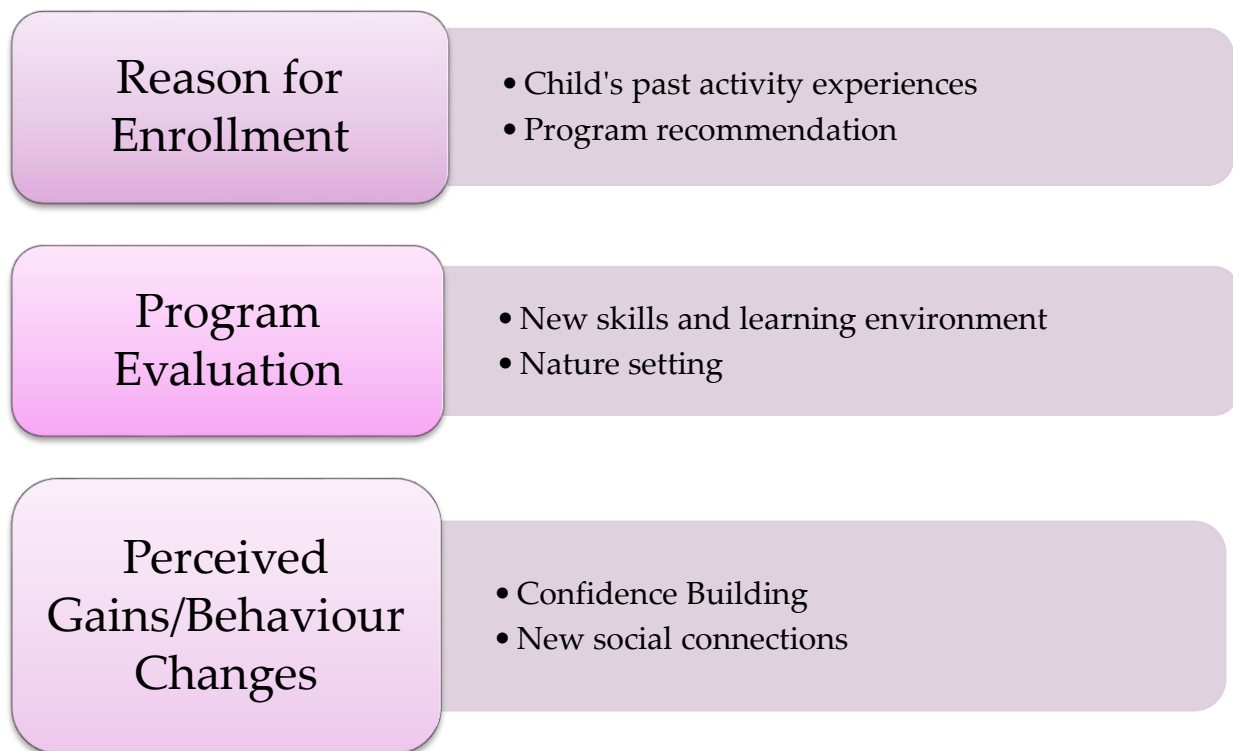 Reason for
Enrollment
• Child's past activity experiences
• Program recommendation
Program
Evaluation
• New skills and learning environment
• Nature setting
Perceived
Gains/Behaviour
Changes
• Confidence Building
• New social connections